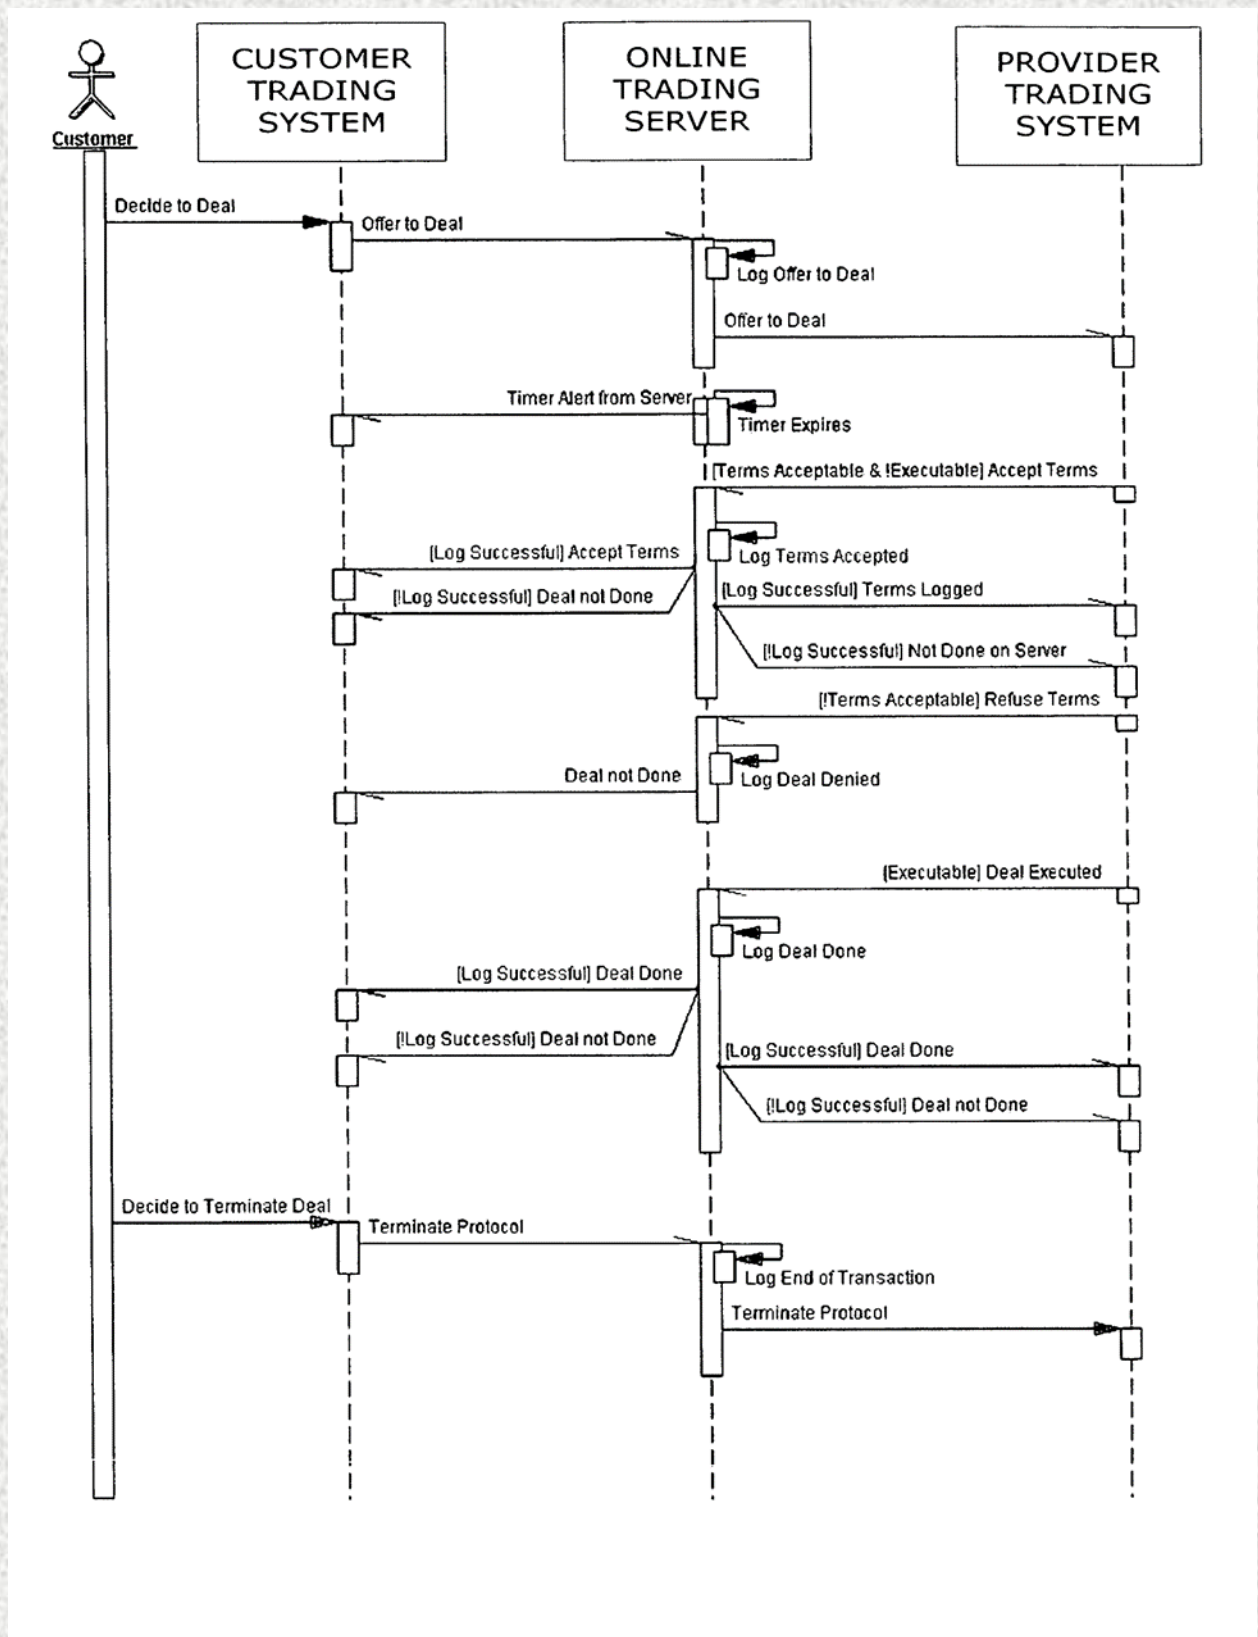 CUSTOMER
TRADING
SYSTEM
ONLINE
TRADING
SERVER
PROVIDER
TRADING
SYSTEM
Customer
Decide to Deal
Offer to Deal
Log Offer to Deal
Offer to Deal
Timer Alert from Server
Timer Expires
[Terms Acceptable & !Executable] Accept Terms
Log Terms Accepted
[Log Successful] Accept Terms
[!Log Successful] Deal not Done
[Log Successful] Terms Logged
[!Log Successful] Not Done on Server
[!Terms Acceptable] Refuse Terms
Deal not Done
Log Deal Denied
[Executable] Deal Executed
Log Deal Done
[Log Successful] Deal Done
[!Log Successful] Deal not Done
[Log Successful] Deal Done
[!Log Successful] Deal not Done
Decide to Terminate Deal
Terminate Protocol
Log End of Transaction
Terminate Protocol